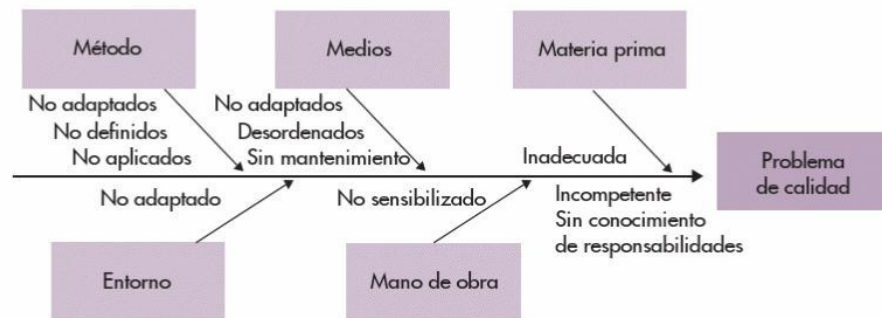 Método
Medios
Materia prima
No adaptados
No definidos
No aplicados
No adaptados
Desordenados
Sin mantenimiento
Inadecuada
Problema
de calidad
No adaptado
No sensibilizado
Incompetente
Sin conocimiento
de responsabilidades
Entorno
Mano de obra